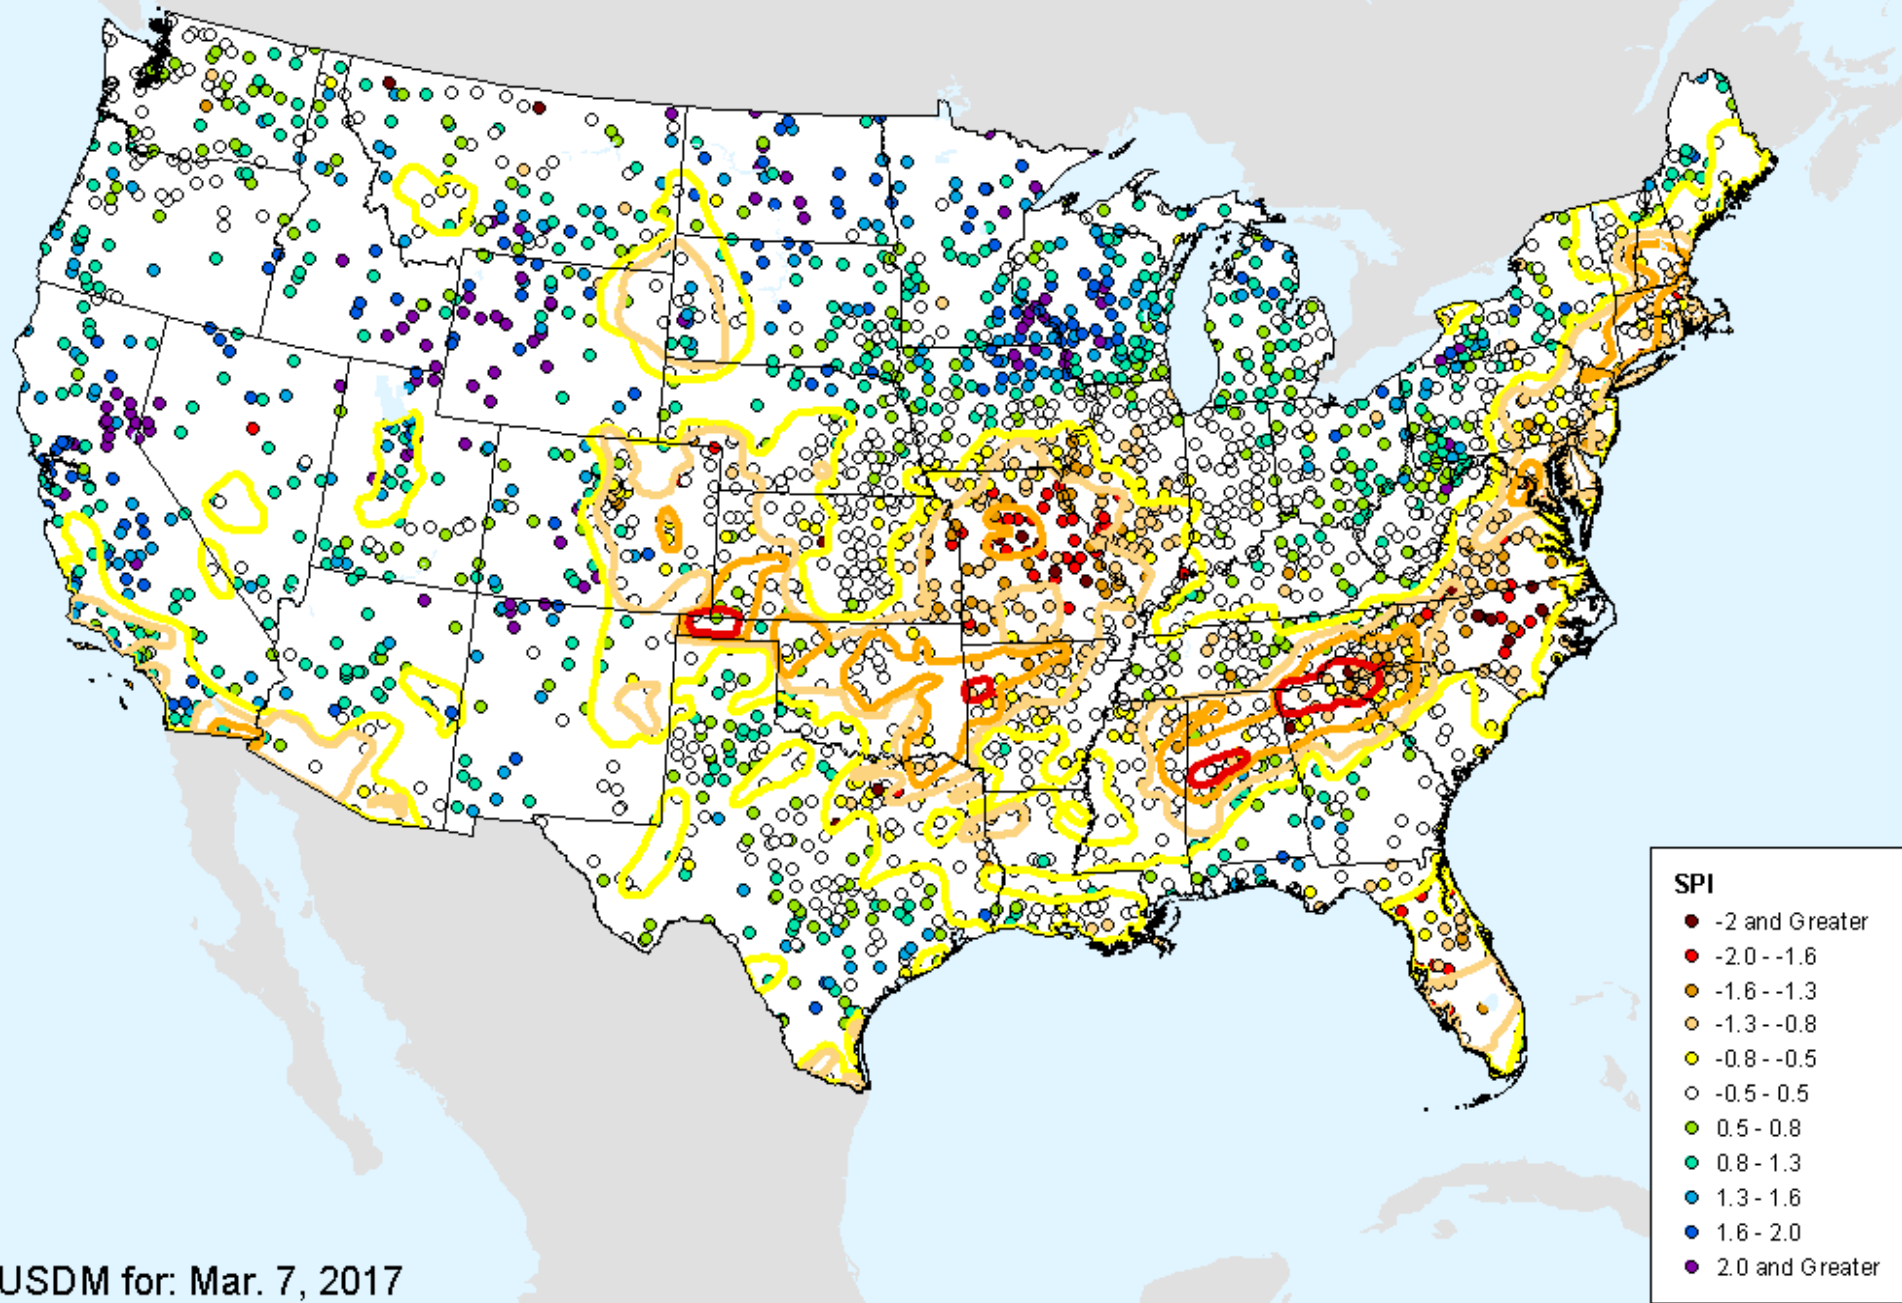 SPI
-2 and Greater
-2.0 - -1.6
-1.6 - -1.3
-1.3 - -0.8
-0.8 - -0.5
-0.5 - 0.5
0.5 - 0.8
0.8 - 1.3
1.3 - 1.6
1.6 - 2.0
2.0 and Greater
USDM for: Mar. 7, 2017